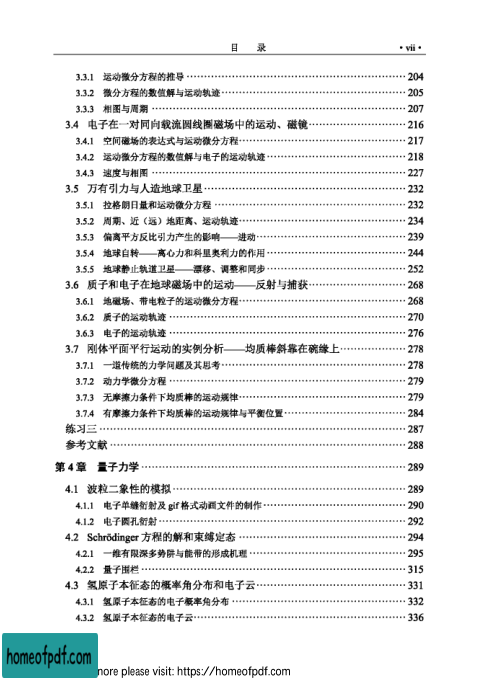 目 录 · vii ·
3.3.1 运动微分方程的推导 204
3.3.2 微分方程的数值解与运动轨迹 205
3.3.3 相图与周期 207
3.4 电子在一对同向载流圆线圈磁场中的运动、磁镜 216
3.4.1 空间磁场的表达式与运动微分方程 217
3.4.2 运动微分方程的数值解与电子的运动轨迹 218
3.4.3 速度与相图 227
3.5 万有引力与人造地球卫星 232
3.5.1 拉格朗日量和运动微分方程 232
3.5.2 周期、近（远）地距离、运动轨迹 234
3.5.3 偏离平方反比引力产生的影响——进动 239
3.5.4 地球自转——离心力和科里奥利力的作用 244
3.5.5 地球静止轨道卫星——漂移、调整和同步 252
3.6 质子和电子在地球磁场中的运动——反射与捕获 268
3.6.1 地磁场、带电粒子的运动微分方程 268
3.6.2 质子的运动轨迹 270
3.6.3 电子的运动轨迹 276
3.7 刚体平面平行运动的实例分析——均质棒斜靠在碗缘上 278
3.7.1 一道传统的力学问题及其思考 278
3.7.2 动力学微分方程 279
3.7.3 无摩擦力条件下均质棒的运动规律 279
3.7.4 有摩擦力条件下均质棒的运动规律与平衡位置 284
练习三 287
参考文献 288
第 4 章 量子力学 289
4.1 波粒二象性的模拟 289
4.1.1 电子单缝衍射及 gif 格式动画文件的制作 290
4.1.2 电子圆孔衍射 292
4.2 Schrödinger 方程的解和束缚定态 294
4.2.1 一维有限深多势阱与能带的形成机理 295
4.2.2 量子围栏 315
4.3 氢原子本征态的概率角分布和电子云 331
4.3.1 氢原子本征态的电子概率角分布 332
4.3.2 氢原子本征态的电子云 336
homeofpdf.com
more please visit: https://homeofpdf.com